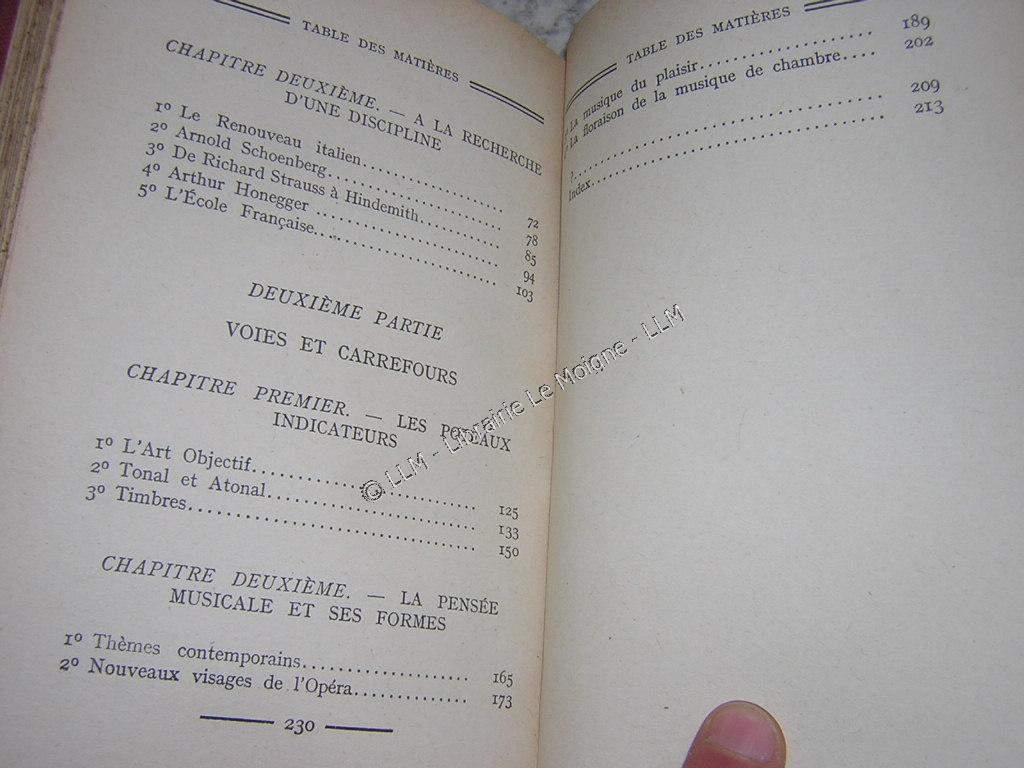 TABLE DES MATIÈRES
CHAPITRE DEUXIÈME. — A LA RECHERCHE
D'UNE DISCIPLINE
1º Le Renouveau italien.................... 72
2º Arnold Schoenberg.................... 78
3º De Richard Strauss à Hindemith.......... 85
4º Arthur Honegger .................... 94
5º L'École Française.................... 103
DEUXIÈME PARTIE
VOIES ET CARREFOURS
CHAPITRE PREMIER. — LES POTEAUX
INDICATEURS
1º L'Art Objectif.................... 125
2º Tonal et Atonal.................... 133
3º Timbres.................... 150
CHAPITRE DEUXIÈME. — LA PENSÉE
MUSICALE ET SES FORMES
1º Thèmes contemporains.................... 165
2º Nouveaux visages de l'Opéra.............. 173
230
TABLE DES MATIÈRES
La musique du plaisir.................... 189
La floraison de la musique de chambre.... 202
?.................... 209
Index.................... 213
© LLM - Librairie Le Moigne - LLM